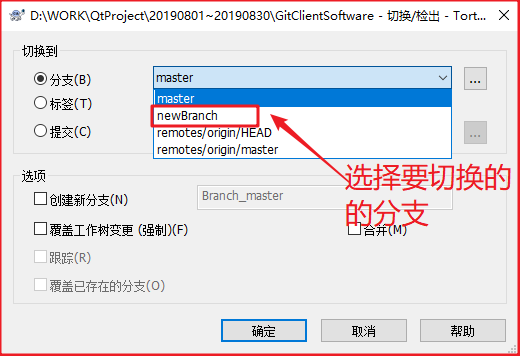 D:\WORK\QtProject\20190801~20190830\GitClientSoftware - 切换/检出 - Tort...
切换到
分支(B)
master
...
标签(T)
master
newBranch
提交(C)
remotes/origin/HEAD
...
remotes/origin/master
选择要切换的
的分支
选项
创建新分支(N)
Branch_master
覆盖工作树变更 (强制)(F)
合并(M)
跟踪(R)
覆盖已存在的分支(O)
确定
取消
帮助